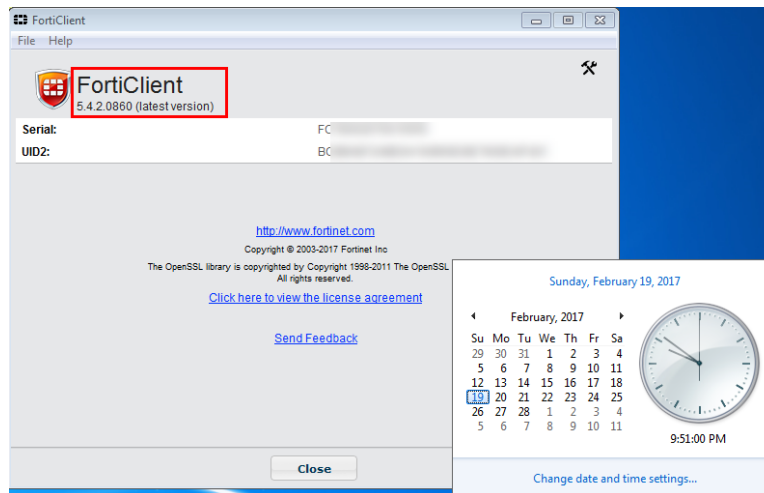 FortiClient
File Help
FortiClient
5.4.2.0860 (latest version)
Serial: FC
UID2: BC
http://www.fortinet.com
Copyright © 2003-2017 Fortinet Inc
The OpenSSL library is copyrighted by Copyright 1998-2011 The OpenSSL
All rights reserved.
Click here to view the license agreement
Send Feedback
Close
Sunday, February 19, 2017
February, 2017
Su Mo Tu We Th Fr Sa
29 30 31 1 2 3 4
5 6 7 8 9 10 11
12 13 14 15 16 17 18
19 20 21 22 23 24 25
26 27 28 1 2 3 4
5 6 7 8 9 10 11
9:51:00 PM
Change date and time settings...